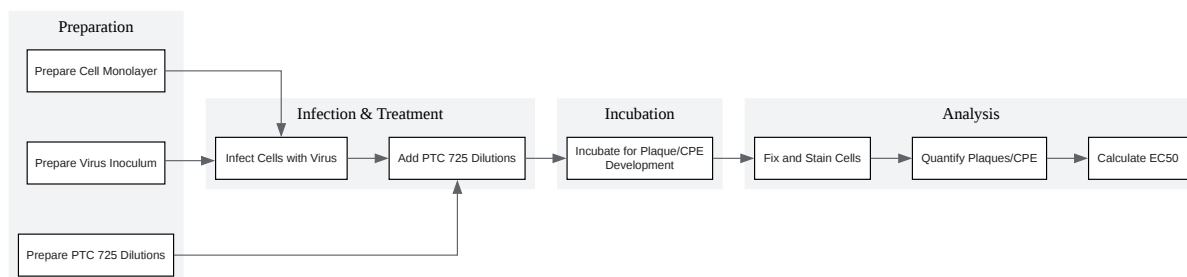 Preparation
Prepare Cell Monolayer
Prepare Virus Inoculum
Prepare PTC 725 Dilutions
Infection & Treatment
Infect Cells with Virus
Add PTC 725 Dilutions
Incubation
Incubate for Plaque/CPE
Development
Analysis
Fix and Stain Cells
Quantify Plaques/CPE
Calculate EC50